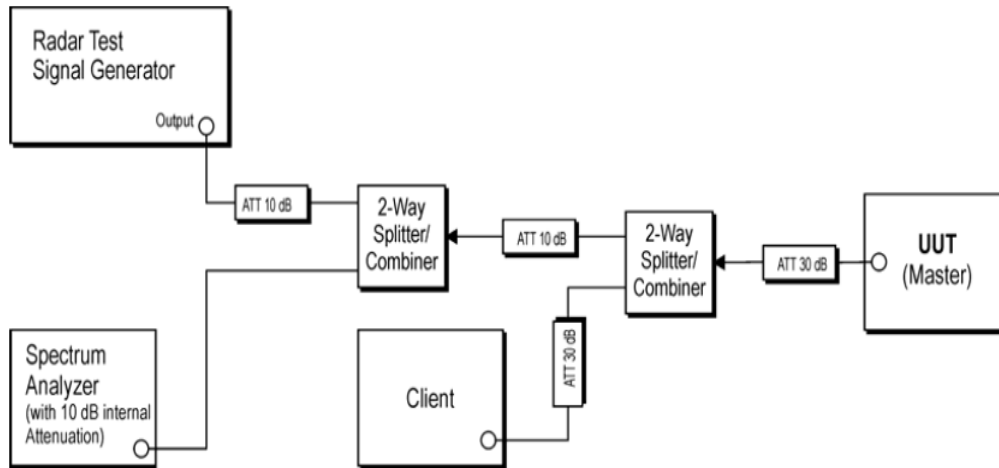 Radar Test
Signal Generator
Output
ATT 10 dB
2-Way
Splitter/
Combiner
ATT 10 dB
2-Way
Splitter/
Combiner
ATT 30 dB
UUT
(Master)
Spectrum
Analyzer
(with 10 dB internal
Attenuation)
Client
ATT 30 dB